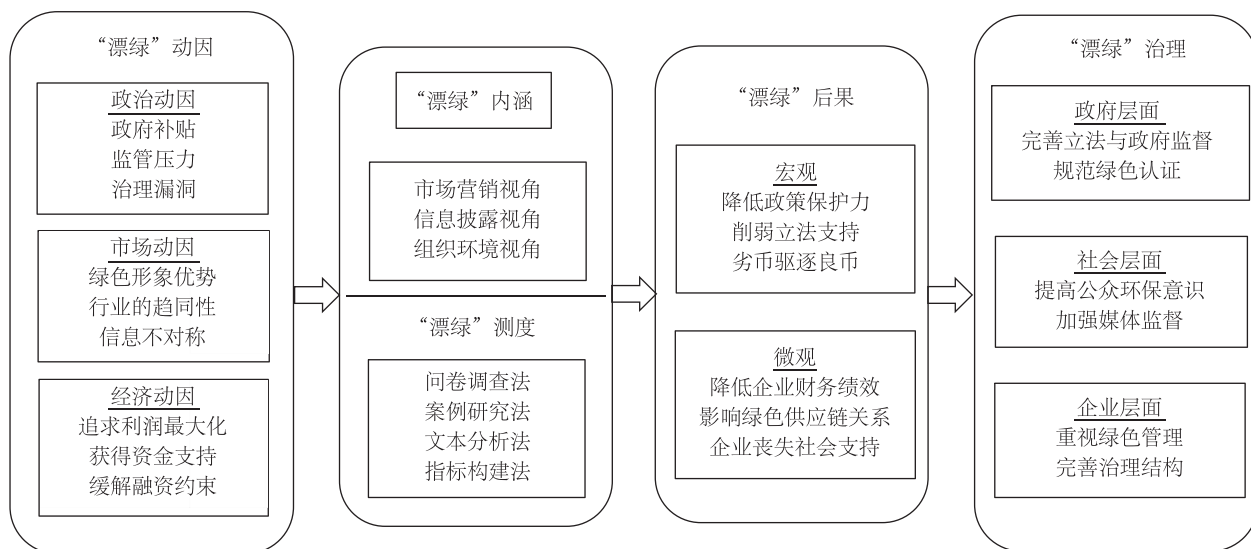 “漂绿”动因
政治动因
政府补贴
监管压力
治理漏洞
市场动因
绿色形象优势
行业的趋同性
信息不对称
经济动因
追求利润最大化
获得资金支持
缓解融资约束
“漂绿”内涵
市场营销视角
信息披露视角
组织环境视角
“漂绿”测度
问卷调查法
案例研究法
文本分析法
指标构建法
“漂绿”后果
宏观
降低政策保护力
削弱立法支持
劣币驱逐良币
微观
降低企业财务绩效
影响绿色供应链关系
企业丧失社会支持
“漂绿”治理
政府层面
完善立法与政府监督
规范绿色认证
社会层面
提高公众环保意识
加强媒体监督
企业层面
重视绿色管理
完善治理结构